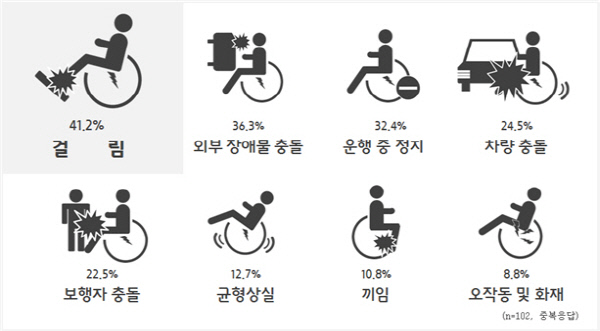 41.2% 36.3% 32.4% 24.5%
걸 림 외부 장애물 충돌 운행 중 정지 차량 충돌
22.5% 12.7% 10.8% 8.8%
보행자 충돌 균형상실 끼임 오작동 및 화재
(n=102, 중복응답)